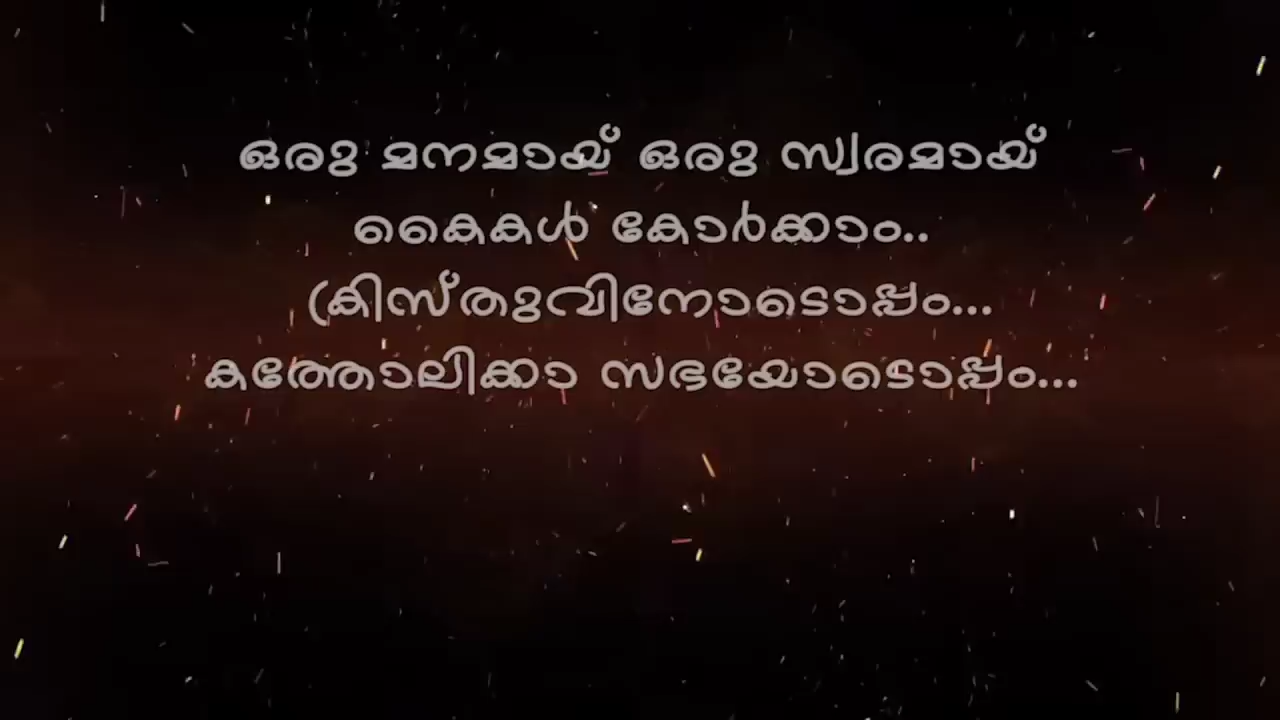 ഒരു മനമായ് ഒരു സ്വരമായ്
കൈകൾ കോർക്കാം..
ക്രിസ്തുവിനോടൊപ്പം...
കത്തോലിക്കാ സഭയോടൊപ്പം...